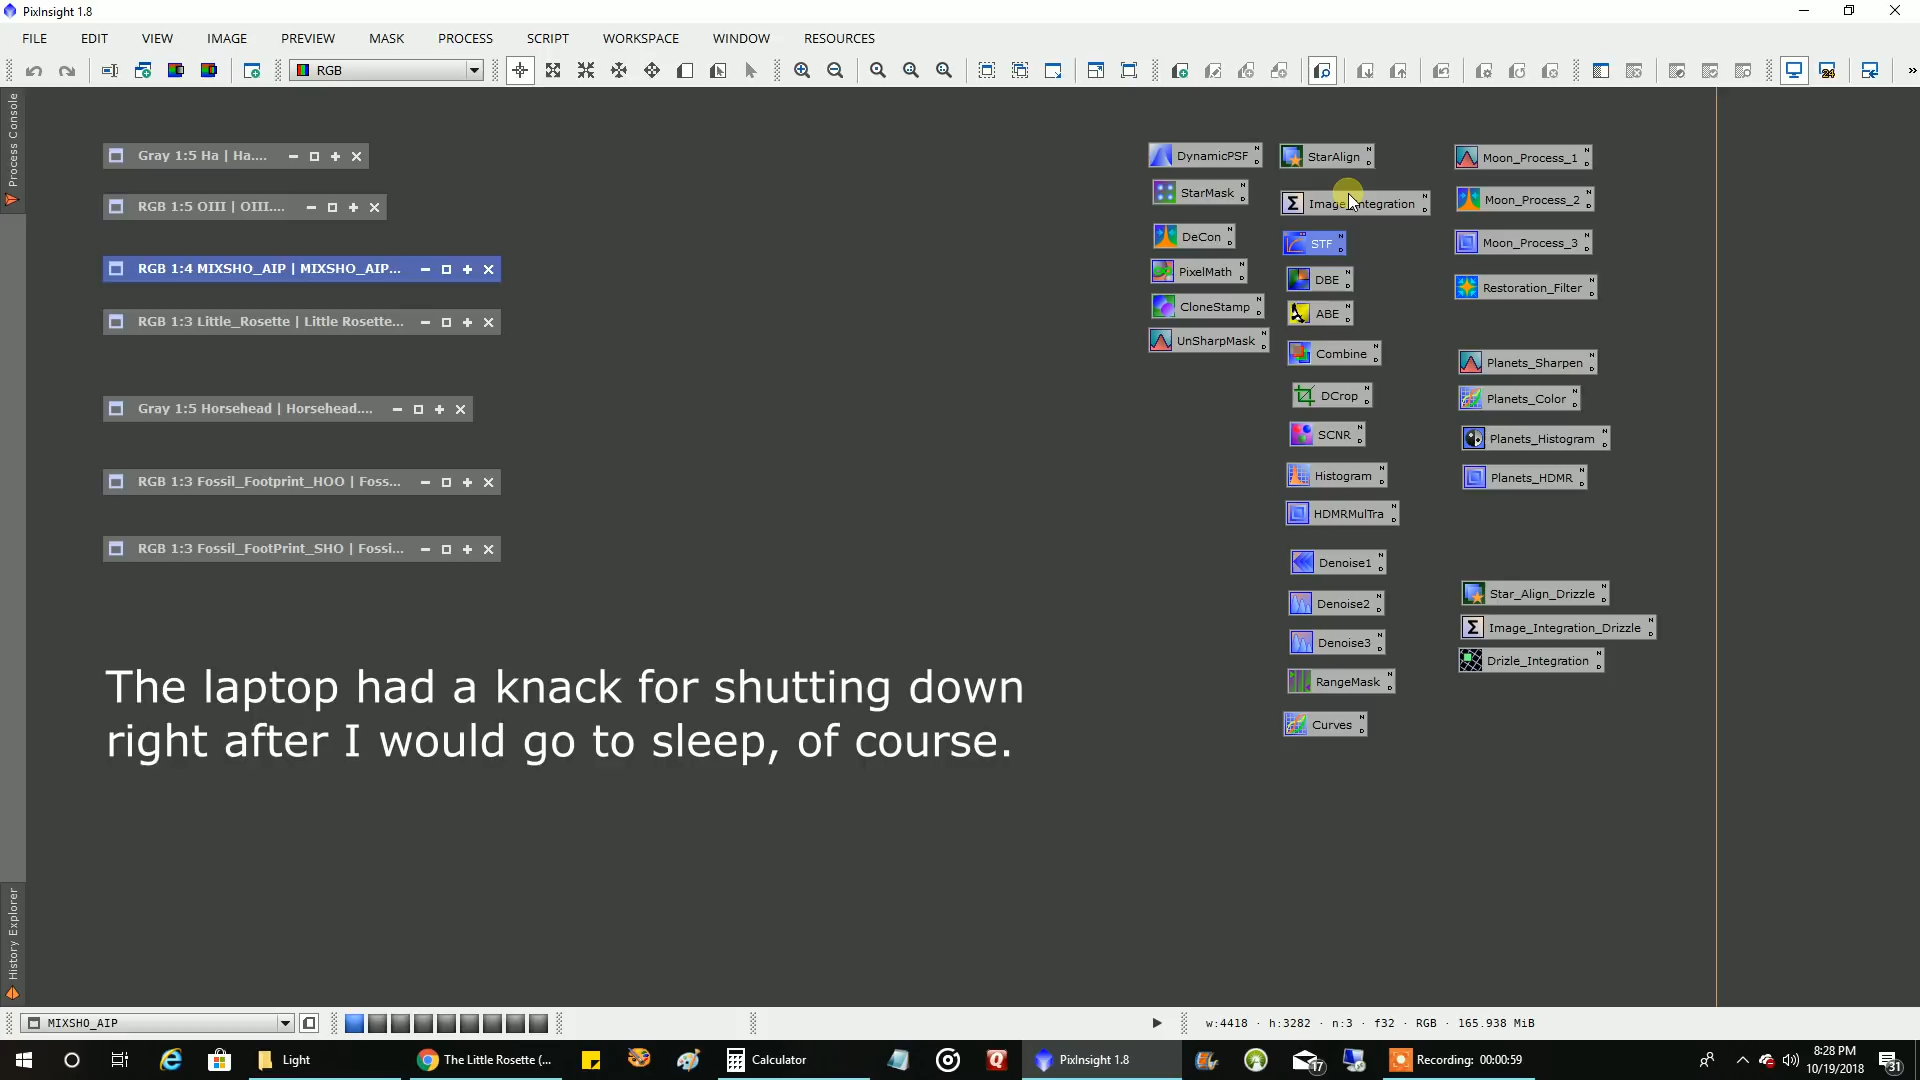 PixInsight 1.8
FILE EDIT VIEW IMAGE PREVIEW MASK PROCESS SCRIPT WORKSPACE WINDOW RESOURCES
RGB
24
»
Process Console
Gray 1:5 Ha | Ha....
RGB 1:5 OIII | OIII....
RGB 1:4 MIXSHO_AIP | MIXSHO_AIP...
RGB 1:3 Little_Rosette | Little Rosette...
Gray 1:5 Horsehead | Horsehead....
RGB 1:3 Fossil_Footprint_HOO | Foss...
RGB 1:3 Fossil_FootPrint_SHO | Fossi...
DynamicPSF
StarMask
DeCon
PixelMath
CloneStamp
UnSharpMask
StarAlign
Image_Integration
STF
DBE
ABE
Combine
DCrop
SCNR
Histogram
HDMRMulTra
Denoise1
Denoise2
Denoise3
RangeMask
Curves
Moon_Process_1
Moon_Process_2
Moon_Process_3
Restoration_Filter
Planets_Sharpen
Planets_Color
Planets_Histogram
Planets_HDMR
Star_Align_Drizzle
Image_Integration_Drizzle
Drizle_Integration
The laptop had a knack for shutting down
right after I would go to sleep, of course.
History Explorer
MIXSHO_AIP
w:4418 · h:3282 · n:3 · f32 · RGB · 165.938 MiB
Light
The Little Rosette (...
Calculator
PixInsight 1.8
17
Recording: 00:00:59
8:28 PM
10/19/2018
31